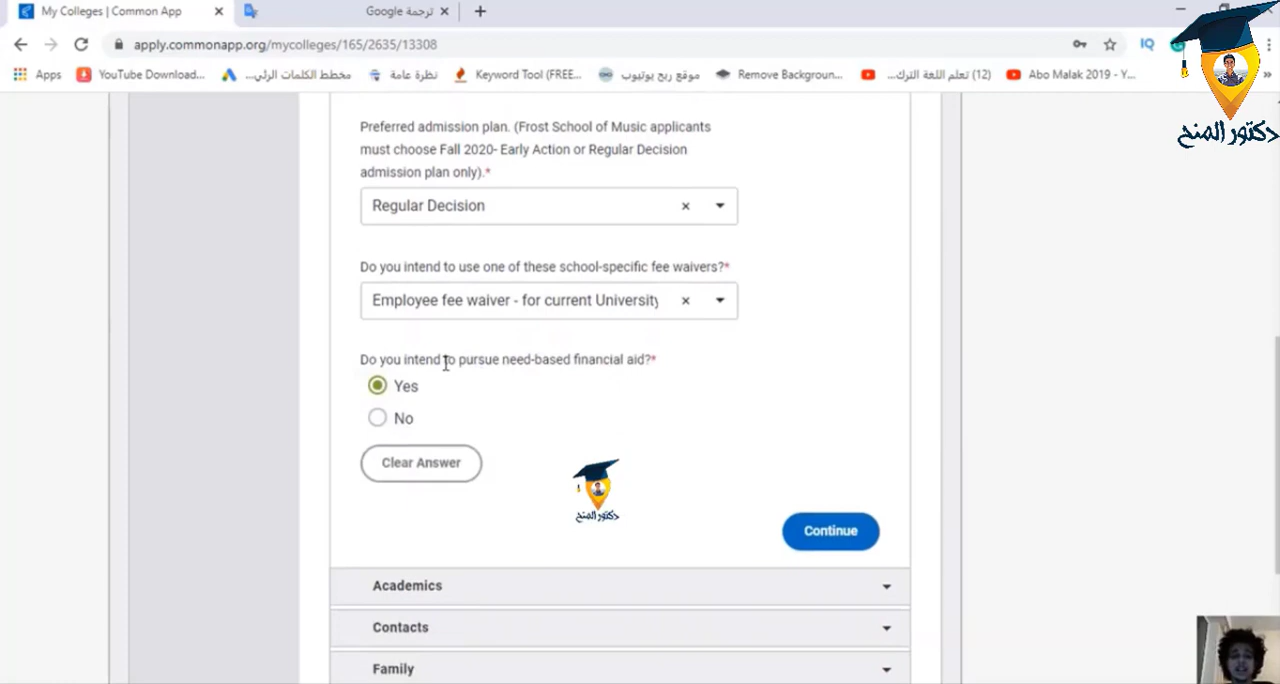 My Colleges | Common App
ترجمة Google
apply.commonapp.org/mycolleges/165/2635/13308
Apps
YouTube Download...
مخطط الكلمات الرئي...
نظرة عامة
Keyword Tool (FREE...
موقع ربح يوتيوب
Remove Backgroun...
(12) تعلم اللغة الترك...
Abo Malak 2019 - Y...
IQ
دكتور المنح
Preferred admission plan. (Frost School of Music applicants
must choose Fall 2020- Early Action or Regular Decision
admission plan only).*
Regular Decision
Do you intend to use one of these school-specific fee waivers?*
Employee fee waiver - for current University
Do you intend to pursue need-based financial aid?*
Yes
No
Clear Answer
دكتور المنح
Continue
Academics
Contacts
Family